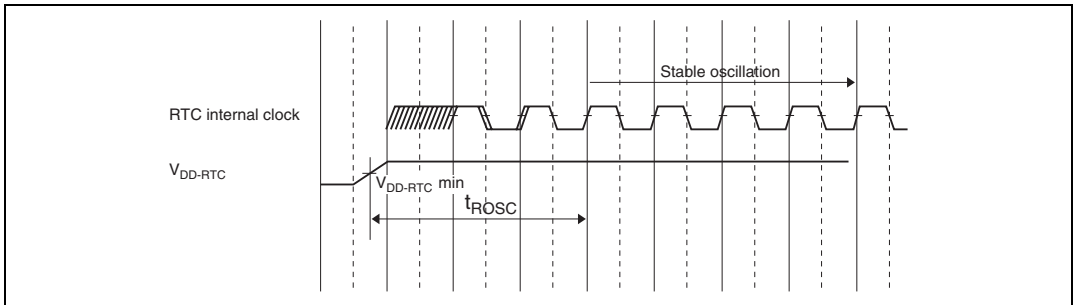 Stable oscillation
RTC internal clock
VDD-RTC
VDD-RTC min
tROSC